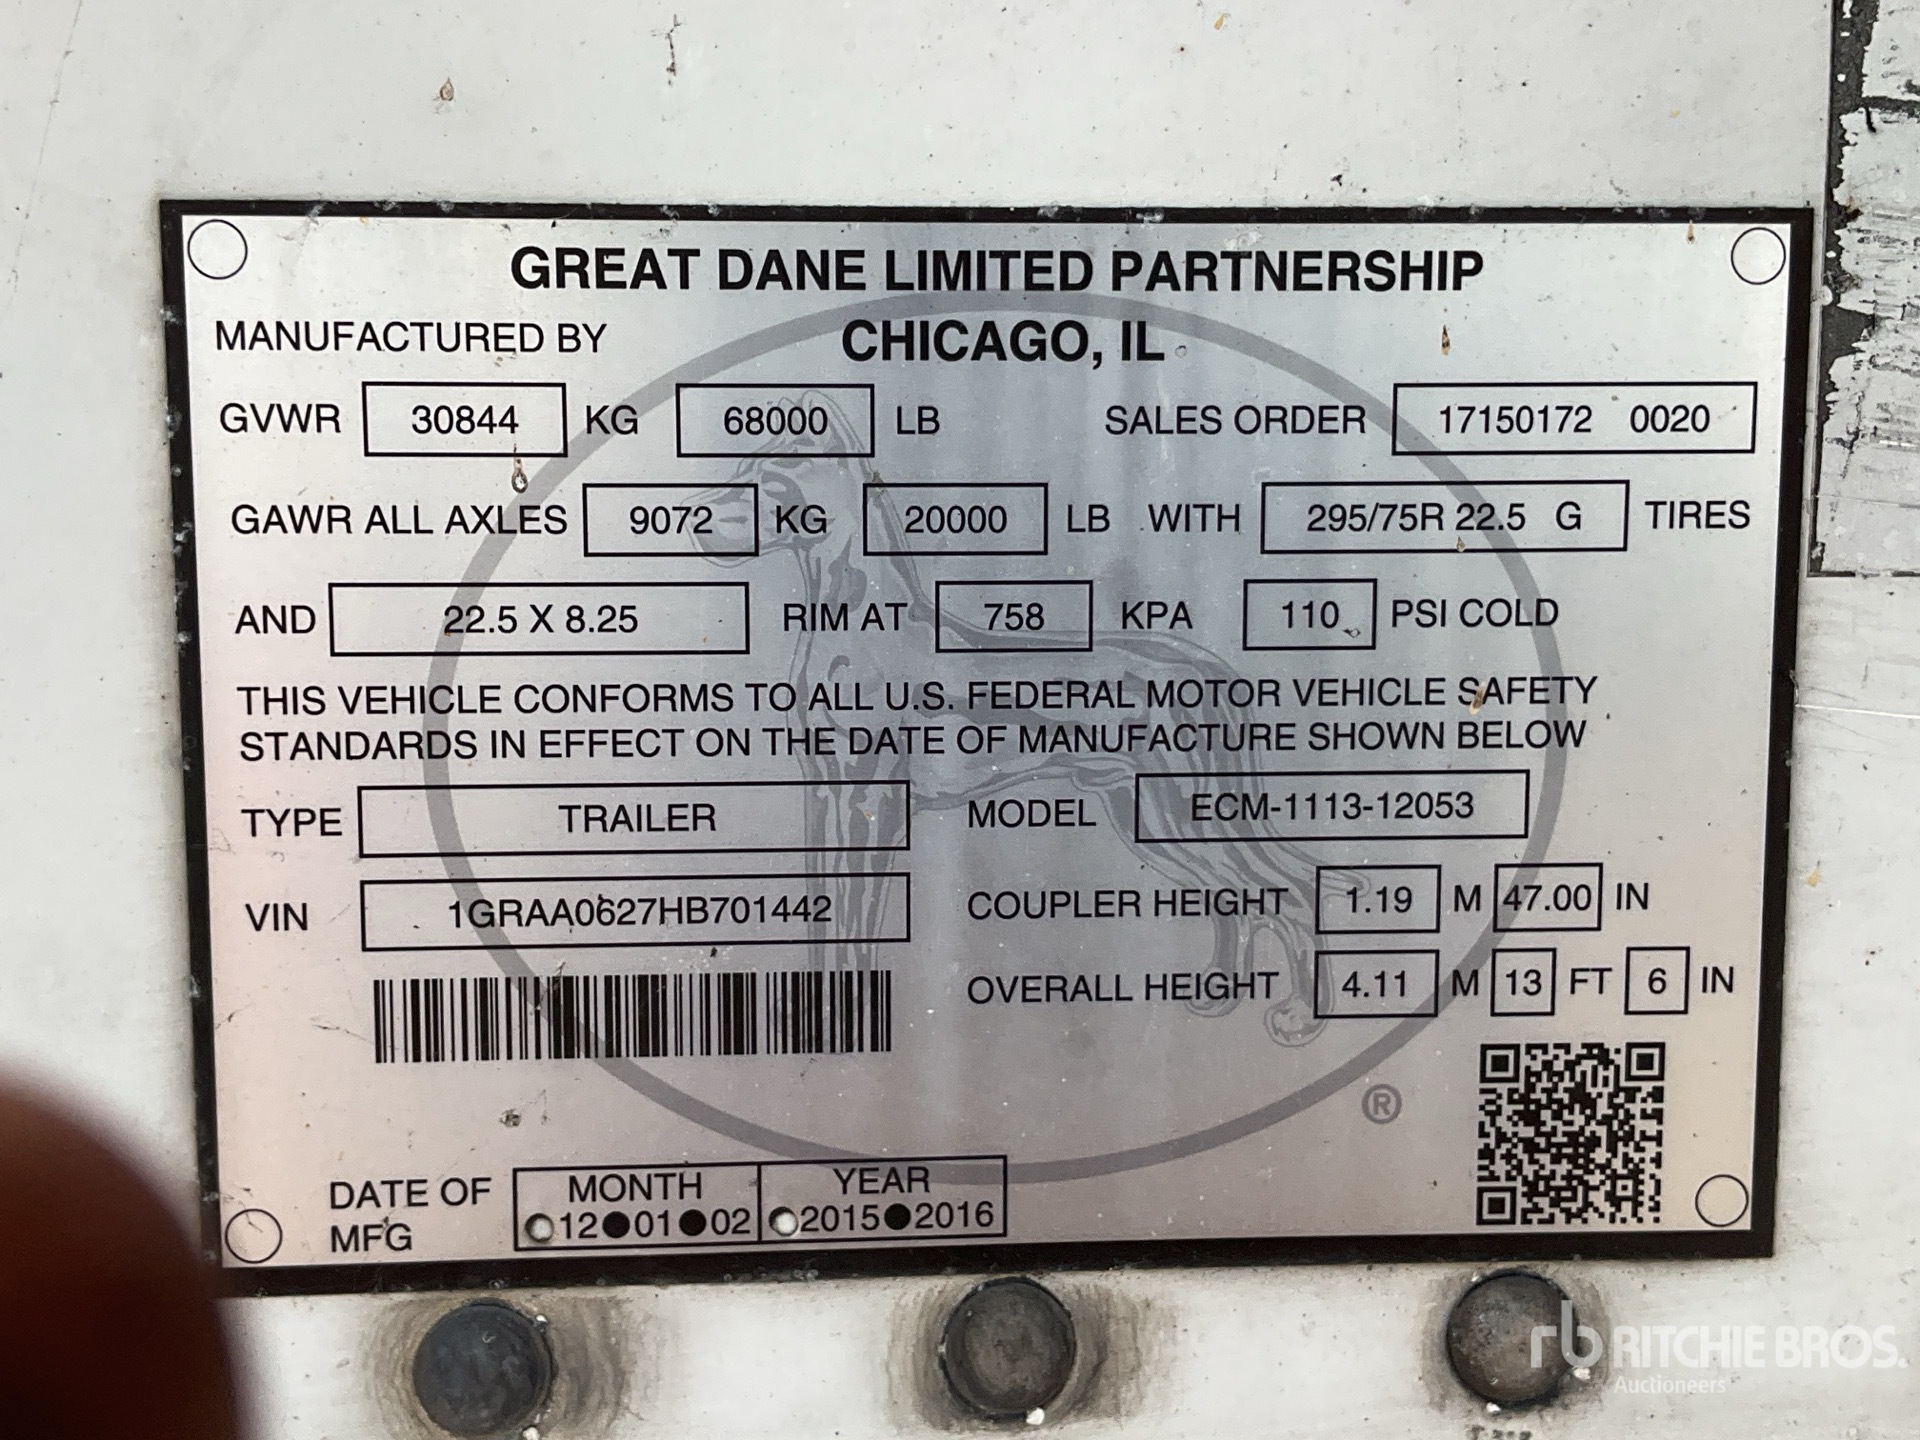 GREAT DANE LIMITED PARTNERSHIP
MANUFACTURED BY CHICAGO, IL
GVWR 30844 KG 68000 LB SALES ORDER 17150172 0020
GAWR ALL AXLES 9072 KG 20000 LB WITH 295/75R 22.5 G TIRES
AND 22.5 X 8.25 RIM AT 758 KPA 110 PSI COLD
THIS VEHICLE CONFORMS TO ALL U.S. FEDERAL MOTOR VEHICLE SAFETY
STANDARDS IN EFFECT ON THE DATE OF MANUFACTURE SHOWN BELOW
TYPE TRAILER MODEL ECM-1113-12053
VIN 1GRAA0627HB701442 COUPLER HEIGHT 1.19 M 47.00 IN
OVERALL HEIGHT 4.11 M 13 FT 6 IN
®
DATE OF MFG MONTH YEAR
12 01 02 2015 2016
rb RITCHIE BROS.
Auctioneers